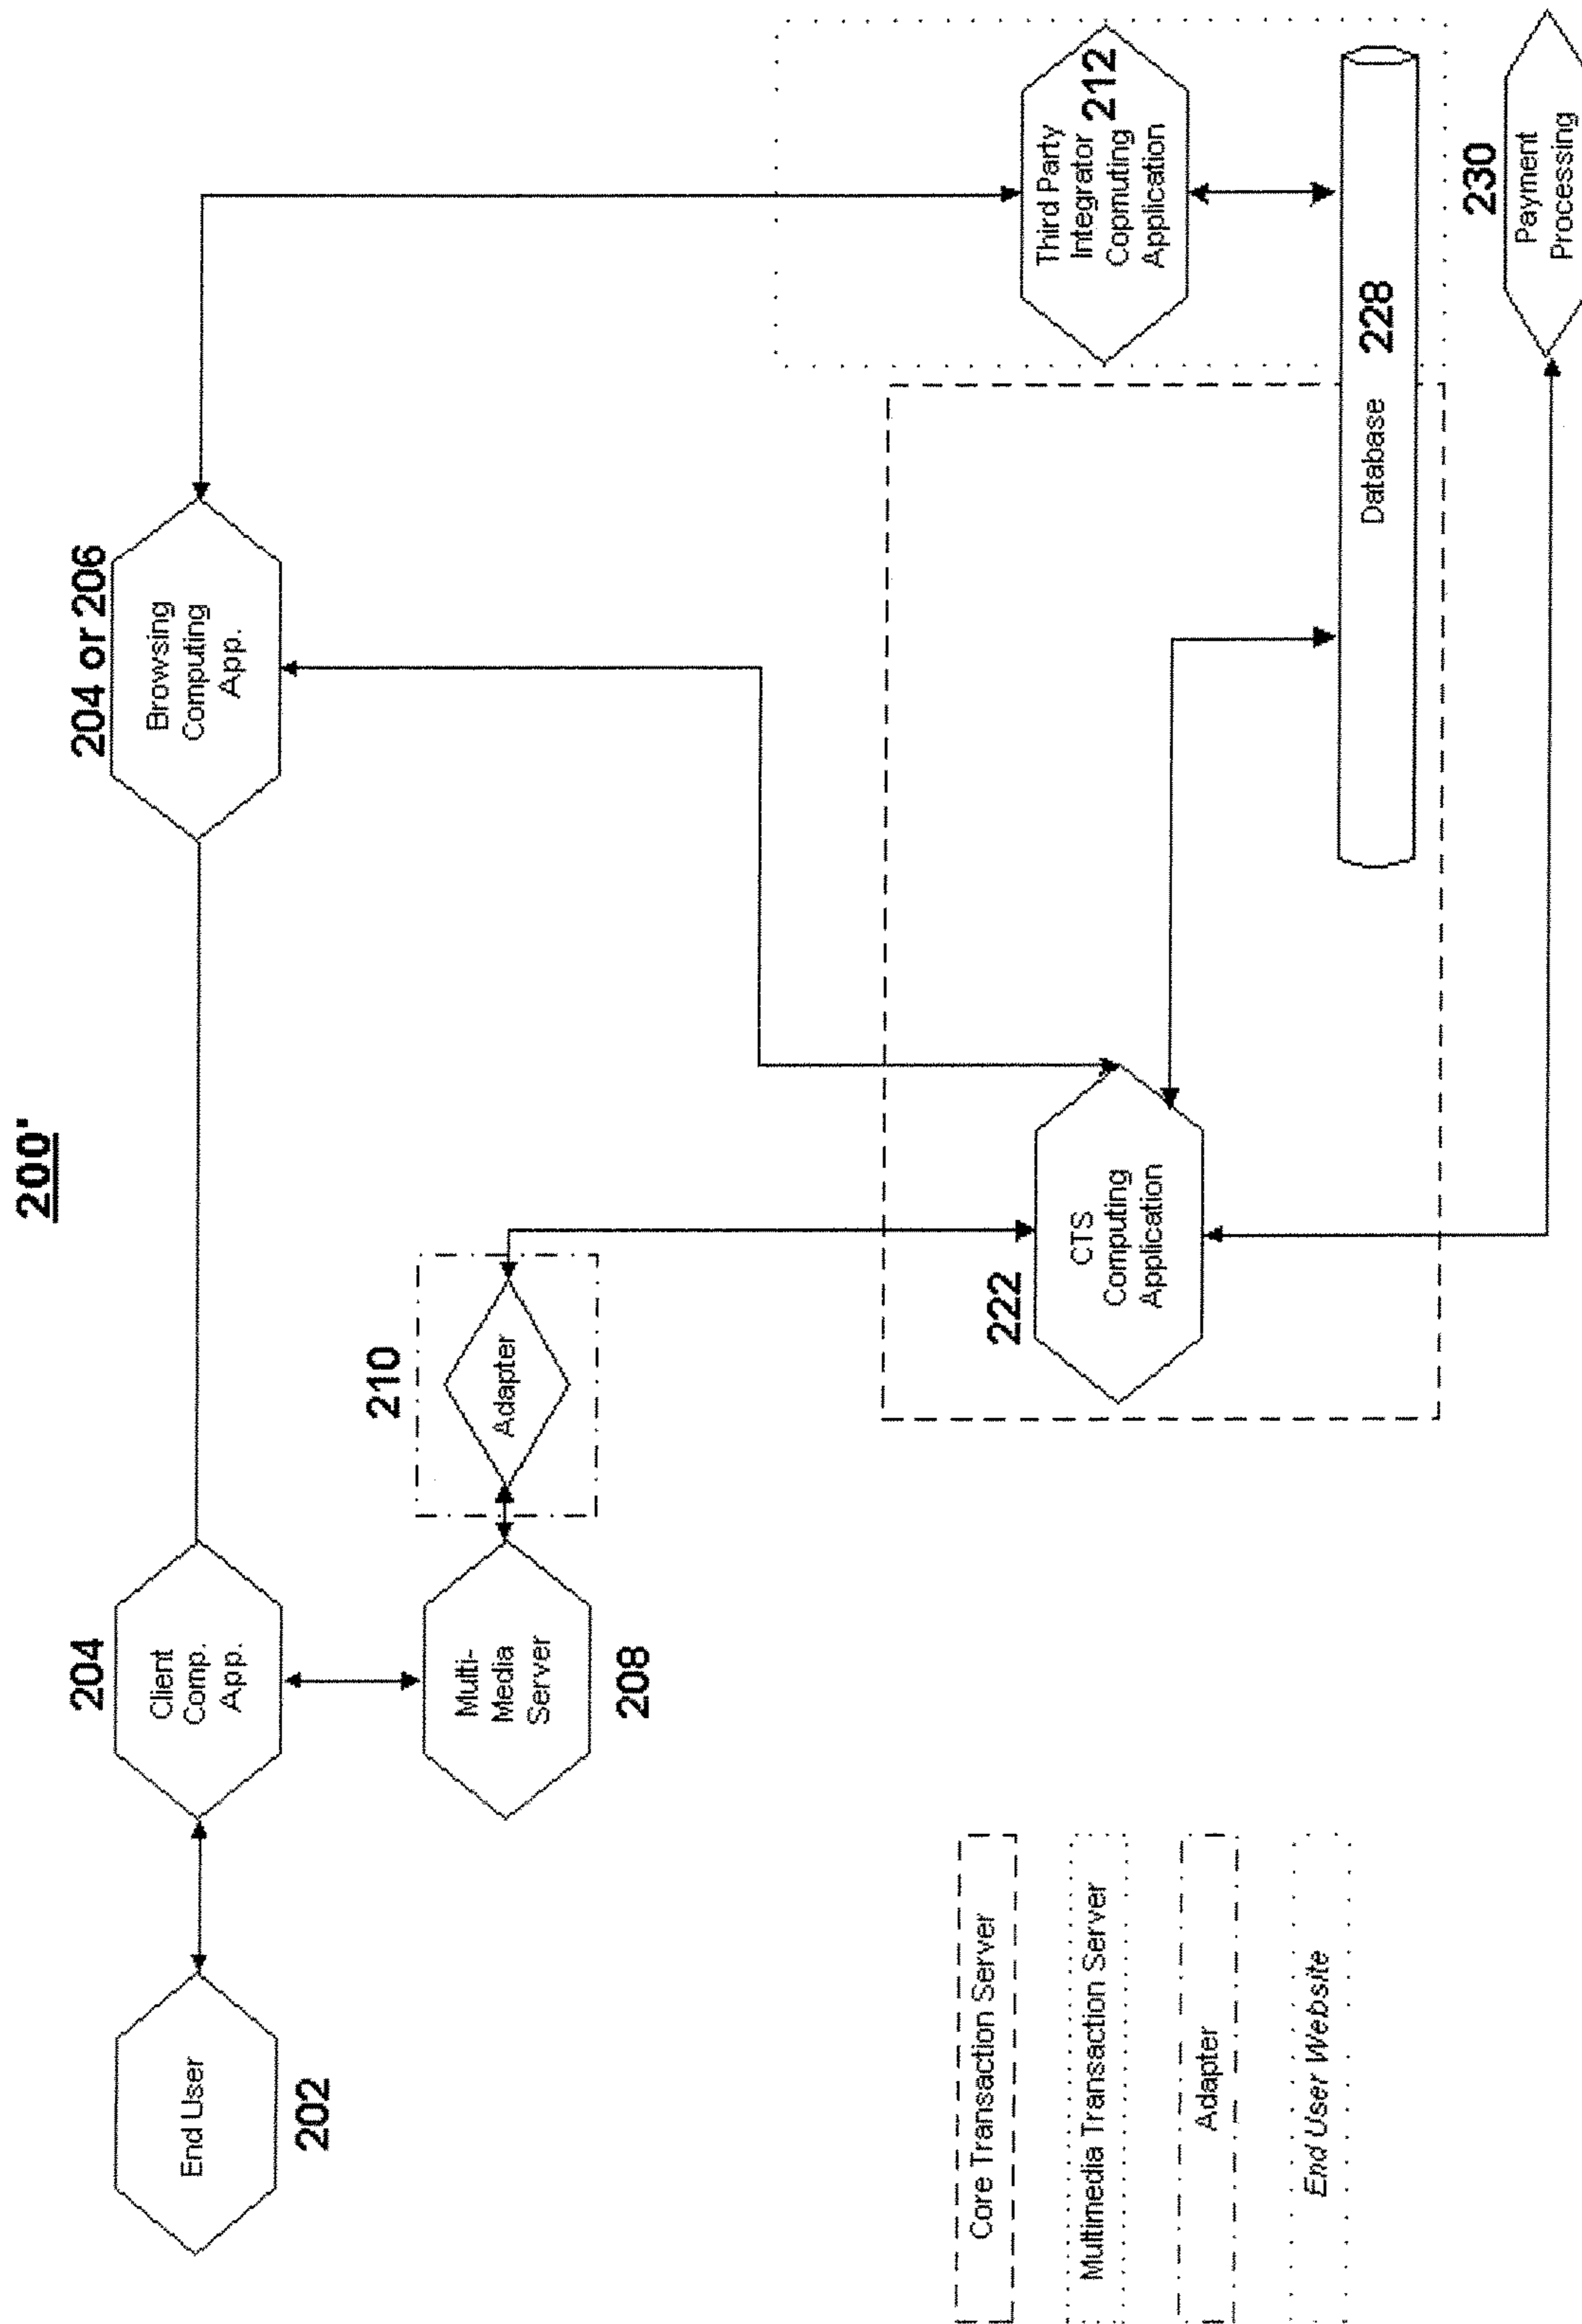 200'
204
Client
Comp.
App.
End User
202
Multi-
Media
Server
208
210
Adapter
204 or 206
Browsing
Computing
App.
222
CTS
Computing
Application
Third Party
Integrator
Copmuting
Application
212
Database
228
230
Payment
Processing
Core Transaction Server
Multimedia Transaction Server
Adapter
End User Website